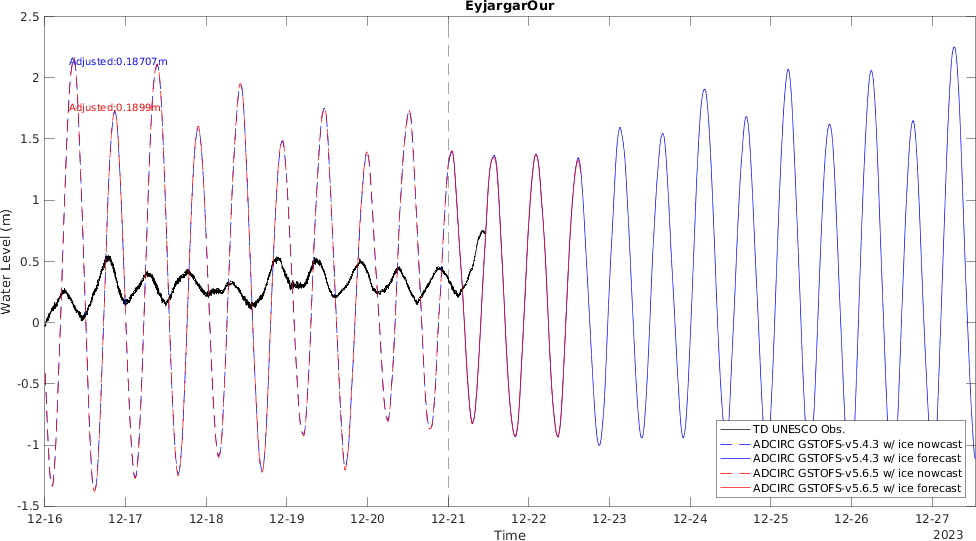 EyjargarOur
2.5
2
1.5
1
0.5
0
-0.5
-1
-1.5
Water Level (m)
Adjusted:0.18707m
Adjusted:0.1899m
TD UNESCO Obs.
ADCIRC GSTOFS-v5.4.3 w/ ice nowcast
ADCIRC GSTOFS-v5.4.3 w/ ice forecast
ADCIRC GSTOFS-v5.6.5 w/ ice nowcast
ADCIRC GSTOFS-v5.6.5 w/ ice forecast
12-16 12-17 12-18 12-19 12-20 12-21 12-22 12-23 12-24 12-25 12-26 12-27
Time
2023